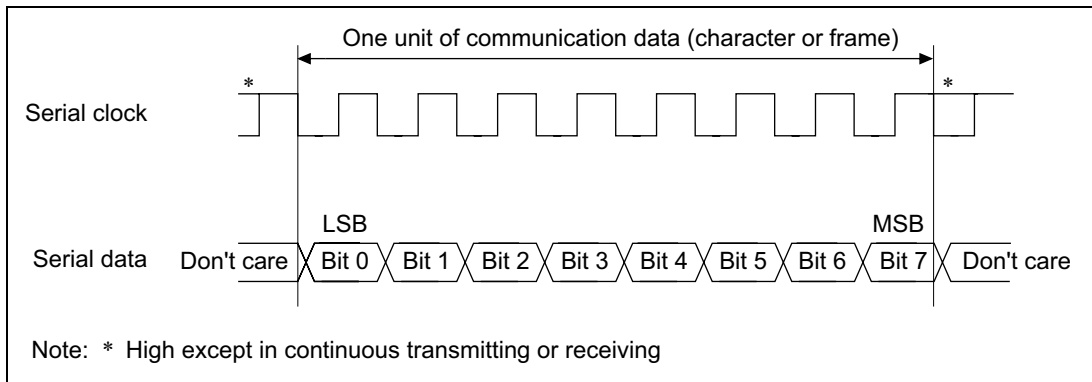 One unit of communication data (character or frame)
* *
Serial clock
LSB MSB
Serial data Don't care Bit 0 Bit 1 Bit 2 Bit 3 Bit 4 Bit 5 Bit 6 Bit 7 Don't care
Note: * High except in continuous transmitting or receiving